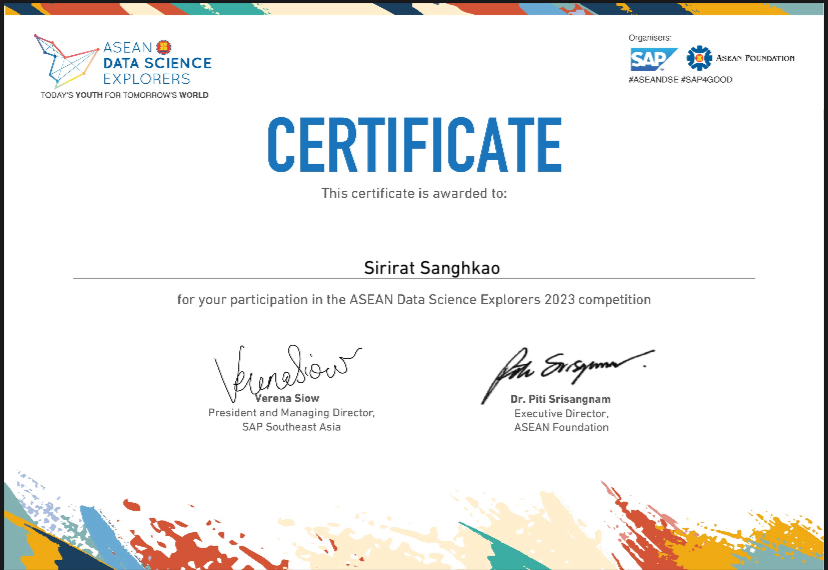 ASEAN
DATA SCIENCE
EXPLORERS
TODAY'S YOUTH FOR TOMORROW'S WORLD
Organisers:
SAP
ASEAN FOUNDATION
#ASEANDSE #SAP4GOOD
CERTIFICATE
This certificate is awarded to:
Sirirat Sanghkao
for your participation in the ASEAN Data Science Explorers 2023 competition
Verena Siow
Verena Siow
President and Managing Director,
SAP Southeast Asia
Piti Srisangnam
Dr. Piti Srisangnam
Executive Director,
ASEAN Foundation